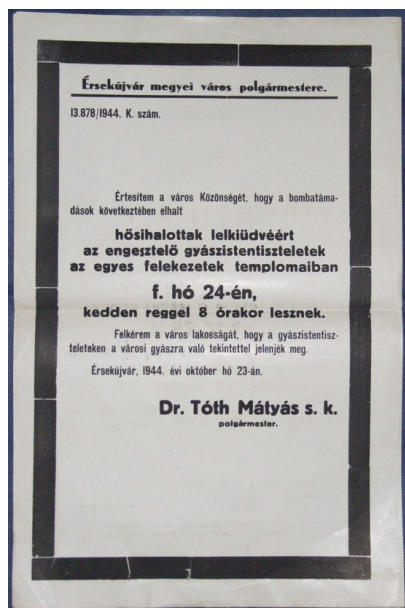 Érsekújvár megyei város polgármestere.
13.878/1944. K. szám.
Értesítem a város Közönségét, hogy a bombatáma-
dások következtében elhalt
hősihalottak lelkiüdvéért
az engesztelő gyászistentiszteletek
az egyes felekezetek templomaiban
f. hó 24-én,
kedden reggel 8 órakor lesznek.
Felkérem a város lakosságát, hogy a gyászistentisz-
teleteken a városi gyászra való tekintettel jelenjék meg.
Érsekújvár, 1944. évi október hó 23-án.
Dr. Tóth Mátyás s. k.
polgármester.